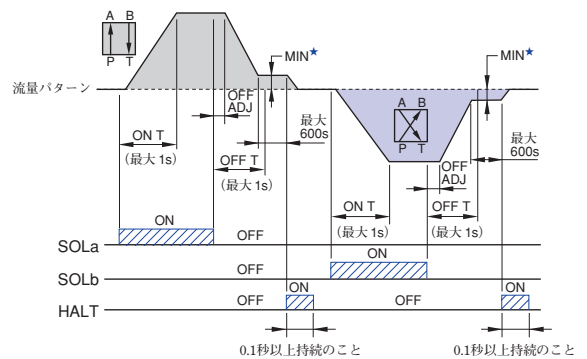 A B
P T
MIN★
MIN★
流量パターン
OFF
ADJ
ON T
(最大 1s)
最大
600s
OFF T
(最大 1s)
A B
P T
OFF
ADJ
最大
600s
ON T
(最大 1s)
OFF T
(最大 1s)
ON
OFF
SOLa
OFF
ON
SOLb
OFF
ON
OFF
ON
HALT
0.1秒以上持続のこと
0.1秒以上持続のこと